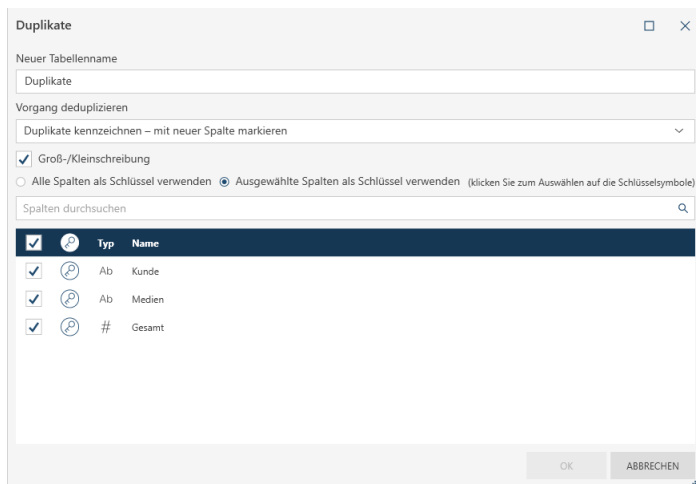 Duplikate
Neuer Tabellenname
Duplikate
Vorgang deduplizieren
Duplikate kennzeichnen – mit neuer Spalte markieren
Groß-/Kleinschreibung
Alle Spalten als Schlüssel verwenden Ausgewählte Spalten als Schlüssel verwenden (klicken Sie zum Auswählen auf die Schlüsselsymbole)
Spalten durchsuchen
Typ Name
Ab Kunde
Ab Medien
# Gesamt
OK ABBRECHEN